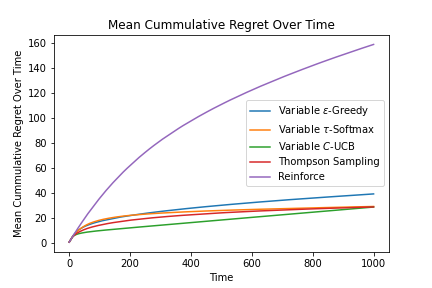 Mean Cummulative Regret Over Time
Mean Cummulative Regret Over Time
160
140
120
100
80
60
40
20
0
Variable ε-Greedy
Variable τ-Softmax
Variable C-UCB
Thompson Sampling
Reinforce
0 200 400 600 800 1000
Time